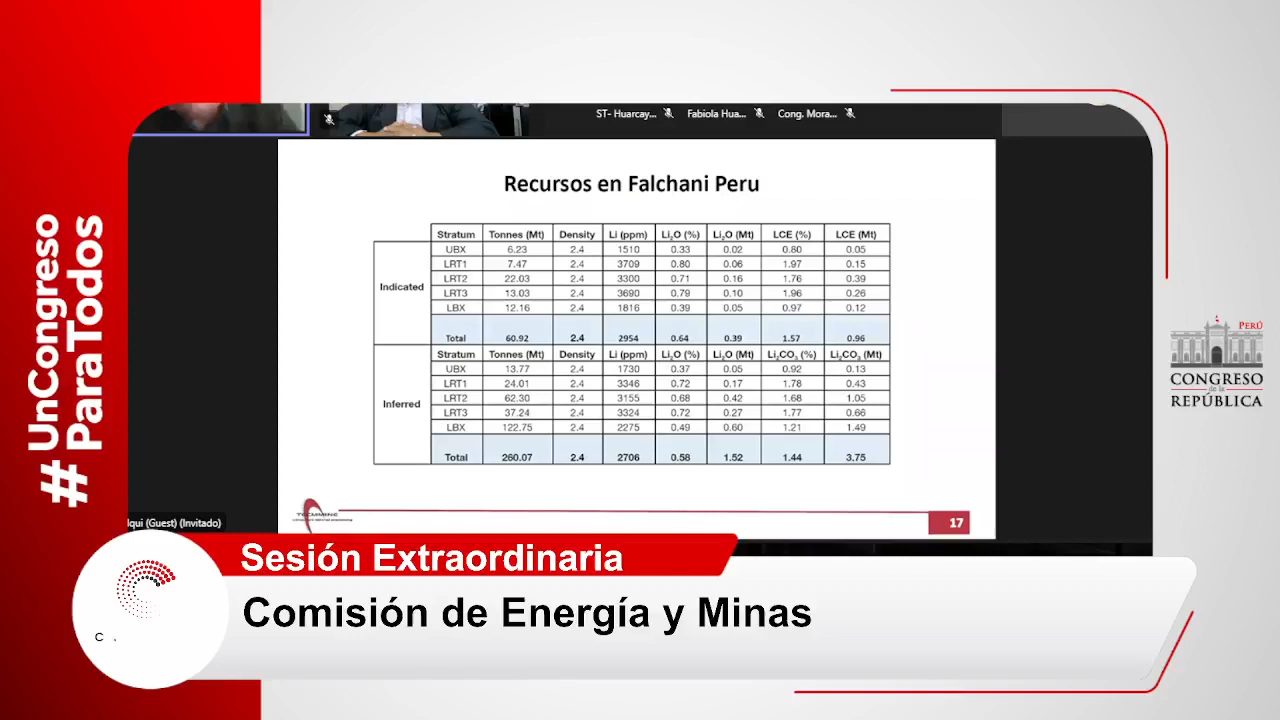 #UnCongreso
ParaTodos
ST- Huarcay... Fabiola Hua... Cong. Mora...
Recursos en Falchani Peru
Stratum Tonnes (Mt) Density Li (ppm) Li₂O (%) Li₂O (Mt) LCE (%) LCE (Mt)
Indicated
UBX 6.23 2.4 1510 0.33 0.02 0.80 0.05
LRT1 7.47 2.4 3709 0.80 0.06 1.97 0.15
LRT2 22.03 2.4 3300 0.71 0.16 1.76 0.39
LRT3 13.03 2.4 3690 0.79 0.10 1.96 0.26
LBX 12.16 2.4 1816 0.39 0.05 0.97 0.12
Total 60.92 2.4 2954 0.64 0.39 1.57 0.96
Stratum Tonnes (Mt) Density Li (ppm) Li₂O (%) Li₂O (Mt) Li₂CO₃ (%) Li₂CO₃ (Mt)
Inferred
UBX 13.77 2.4 1730 0.37 0.05 0.92 0.13
LRT1 24.01 2.4 3346 0.72 0.17 1.78 0.43
LRT2 62.30 2.4 3155 0.68 0.42 1.68 1.05
LRT3 37.24 2.4 3324 0.72 0.27 1.77 0.66
LBX 122.75 2.4 2275 0.49 0.60 1.21 1.49
Total 260.07 2.4 2706 0.58 1.52 1.44 3.75
TECMMINE
17
lqui (Guest) (Invitado)
PERÚ
CONGRESO
de la
REPÚBLICA
Sesión Extraordinaria
Comisión de Energía y Minas